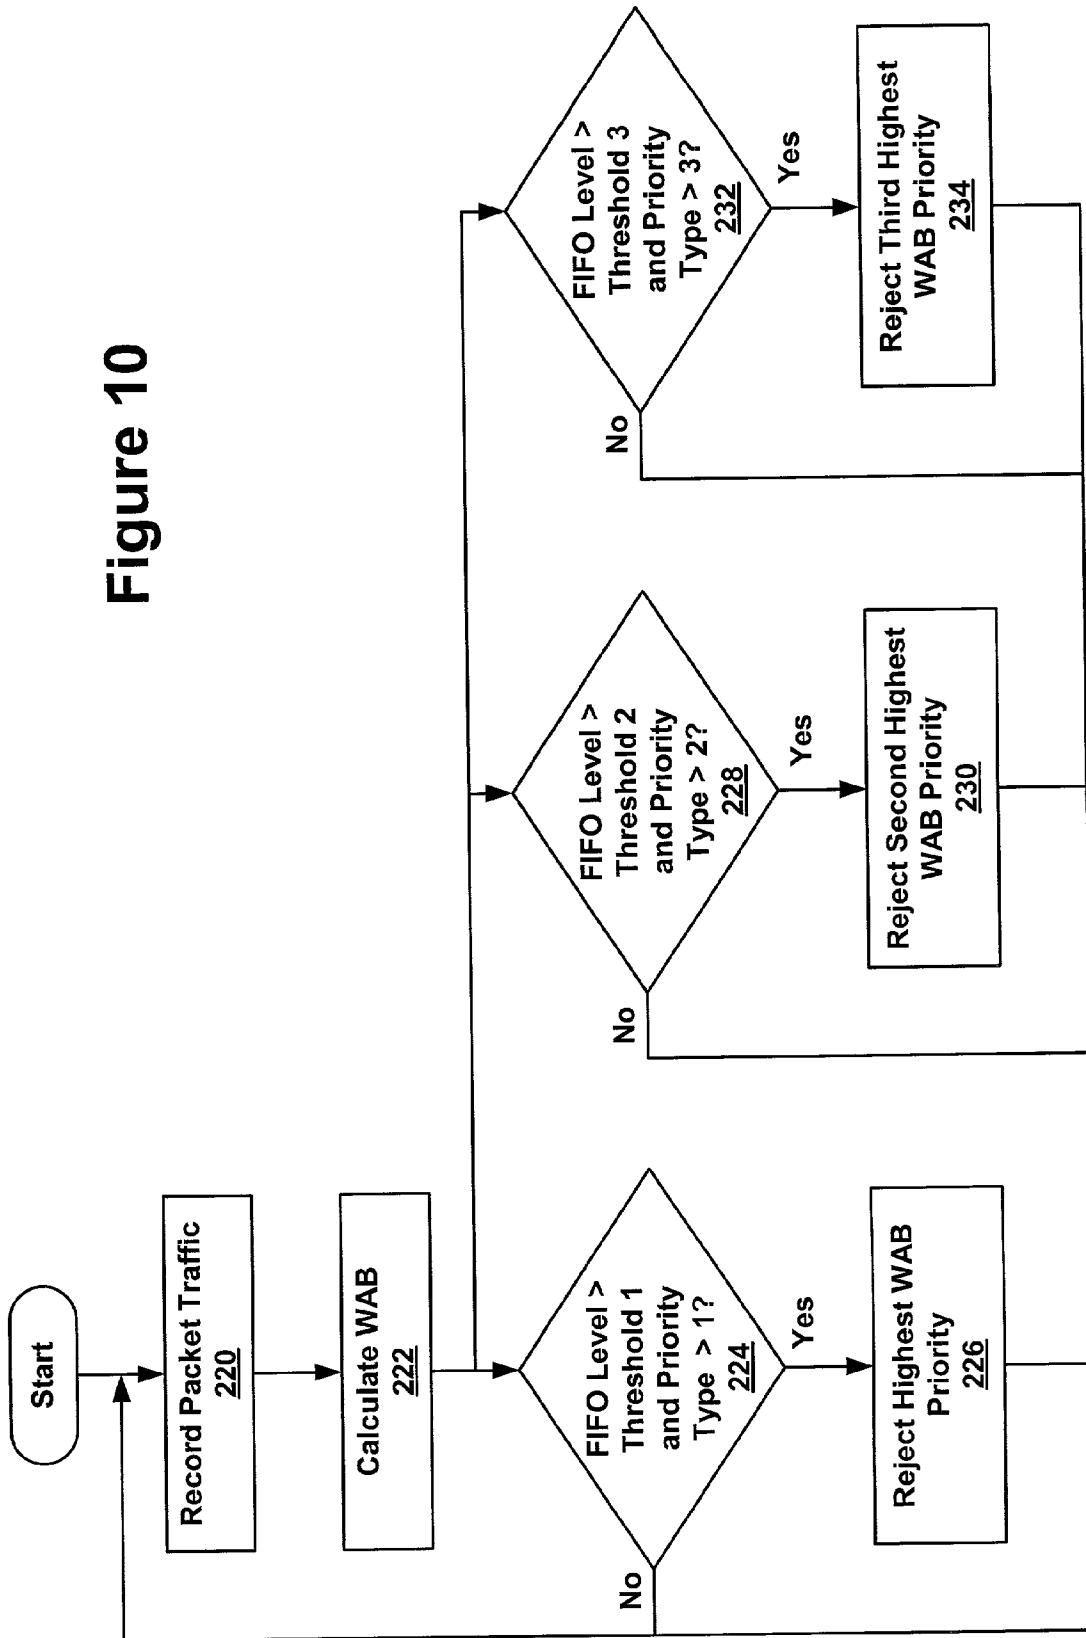 Figure 10
Start
Record Packet Traffic
220
Calculate WAB
222
FIFO Level >
Threshold 1
and Priority
Type > 1?
224
No
Yes
Reject Highest WAB
Priority
226
FIFO Level >
Threshold 2
and Priority
Type > 2?
228
No
Yes
Reject Second Highest
WAB Priority
230
FIFO Level >
Threshold 3
and Priority
Type > 3?
232
No
Yes
Reject Third Highest
WAB Priority
234